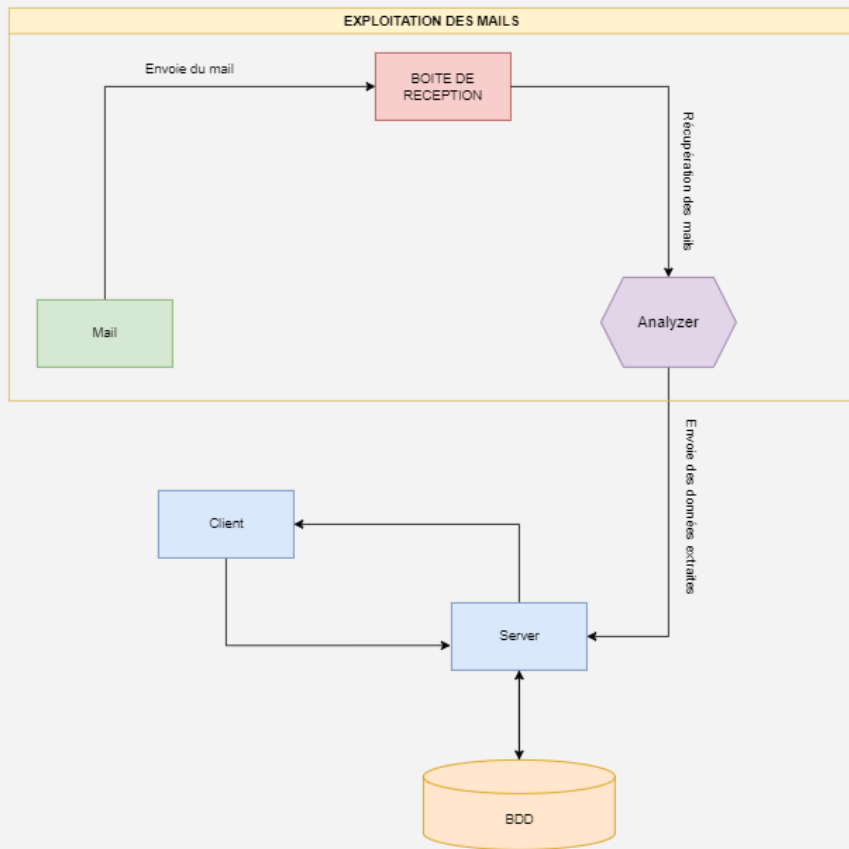 EXPLOITATION DES MAILS
Envoie du mail
BOITE DE
RECEPTION
Récupération des mails
Mail
Analyzer
Envoie des données extraites
Client
Server
BDD